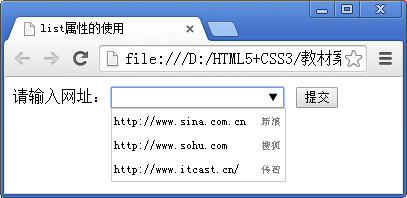 list属性的使用
file:///D:/HTML5+CSS3/教材案
请输入网址： 提交
http://www.sina.com.cn 新浪
http://www.sohu.com 搜狐
http://www.itcast.cn/ 传智